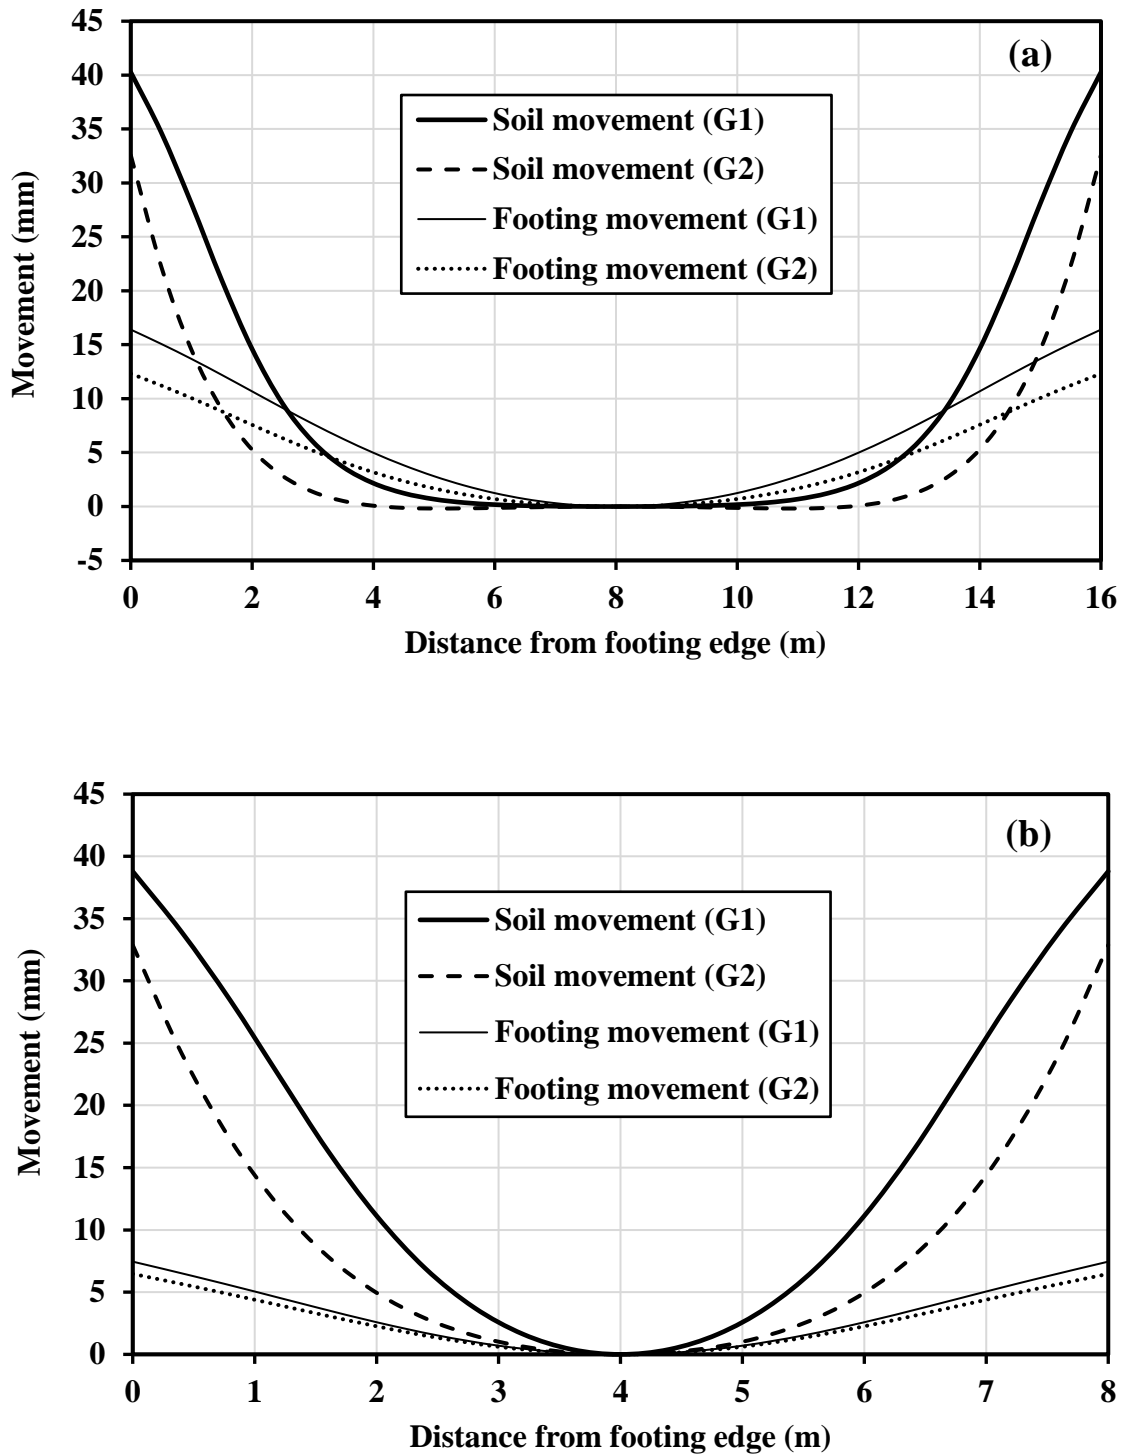 45
(a)
40
Soil movement (G1)
35
Soil movement (G2)
30
Footing movement (G1)
25
Footing movement (G2)
20
15
10
5
0
-5
0 2 4 6 8 10 12 14 16
Movement (mm)
Distance from footing edge (m)
45
(b)
40
Soil movement (G1)
35
Soil movement (G2)
30
Footing movement (G1)
25
Footing movement (G2)
20
15
10
5
0
0 1 2 3 4 5 6 7 8
Movement (mm)
Distance from footing edge (m)